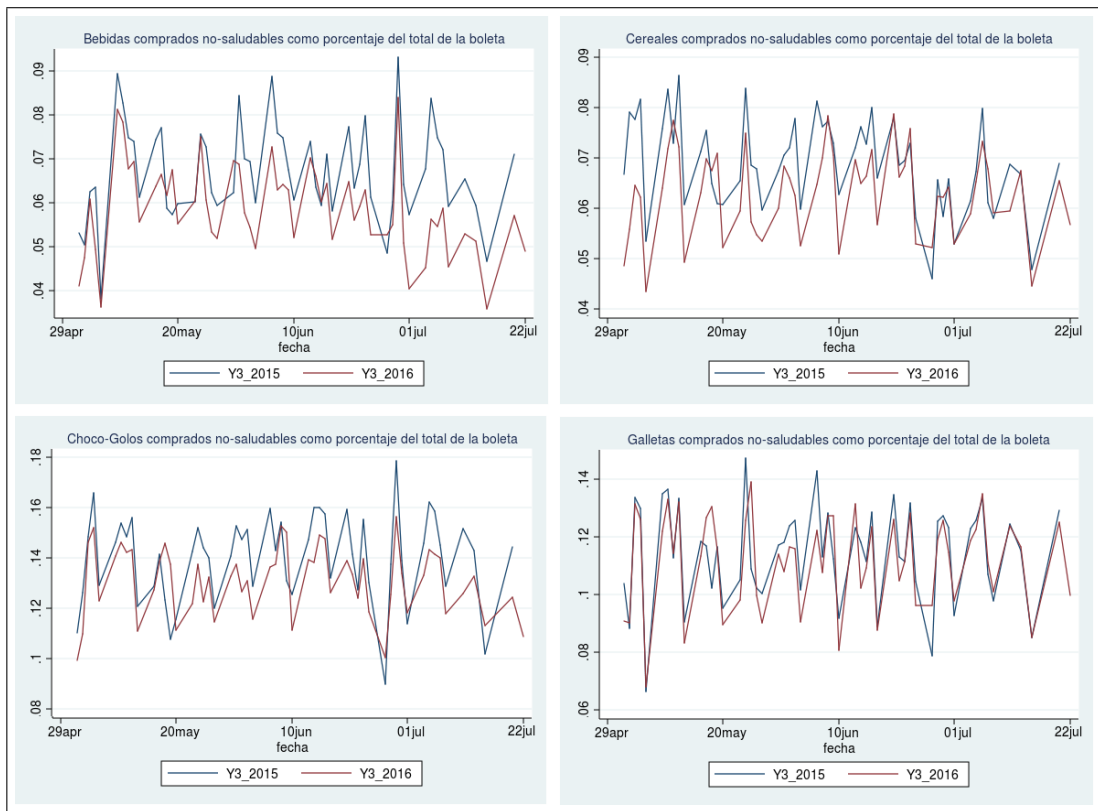 Bebidas comprados no-saludables como porcentaje del total de la boleta
.09
.08
.07
.06
.05
.04
29apr
20may
10jun
01jul
22jul
fecha
Y3_2015
Y3_2016
Cereales comprados no-saludables como porcentaje del total de la boleta
.09
.08
.07
.06
.05
.04
29apr
20may
10jun
01jul
22jul
fecha
Y3_2015
Y3_2016
Choco-Golos comprados no-saludables como porcentaje del total de la boleta
.18
.16
.14
.12
.1
.08
29apr
20may
10jun
01jul
22jul
fecha
Y3_2015
Y3_2016
Galletas comprados no-saludables como porcentaje del total de la boleta
.14
.12
.1
.08
.06
29apr
20may
10jun
01jul
22jul
fecha
Y3_2015
Y3_2016